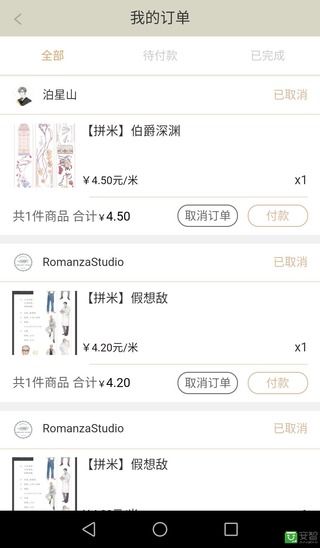 我的订单
全部 待付款 已完成
泊星山 已取消
【拼米】伯爵深渊
￥4.50元/米 x1
共1件商品 合计￥4.50 取消订单 付款
RomanzaStudio 已取消
【拼米】假想敌
￥4.20元/米 x1
共1件商品 合计￥4.20 取消订单 付款
RomanzaStudio 已取消
【拼米】假想敌
安智